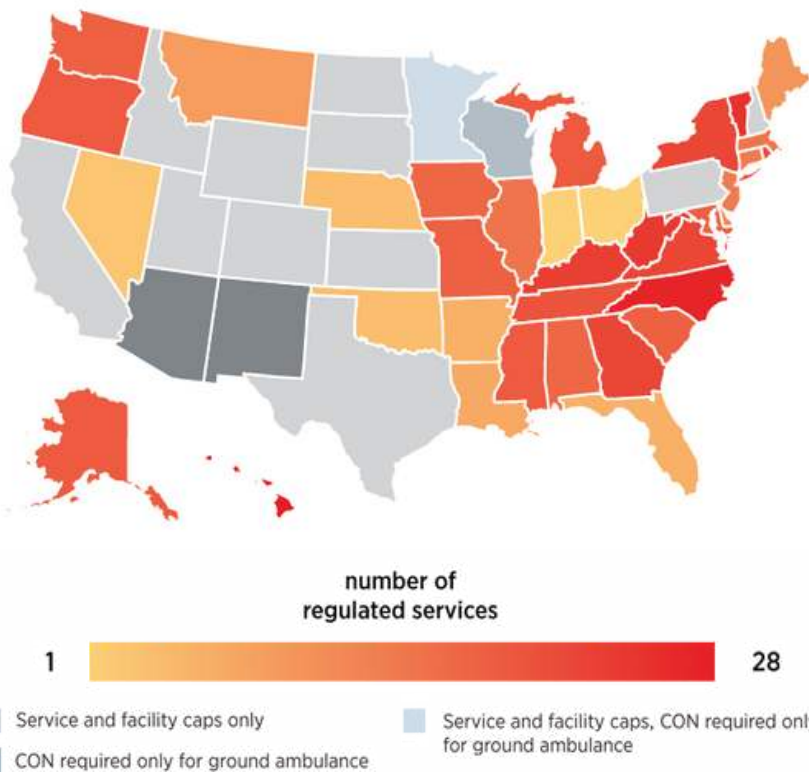 number of
regulated services
1
28
Service and facility caps only
Service and facility caps, CON required
for ground ambulance
CON required only for ground ambulance